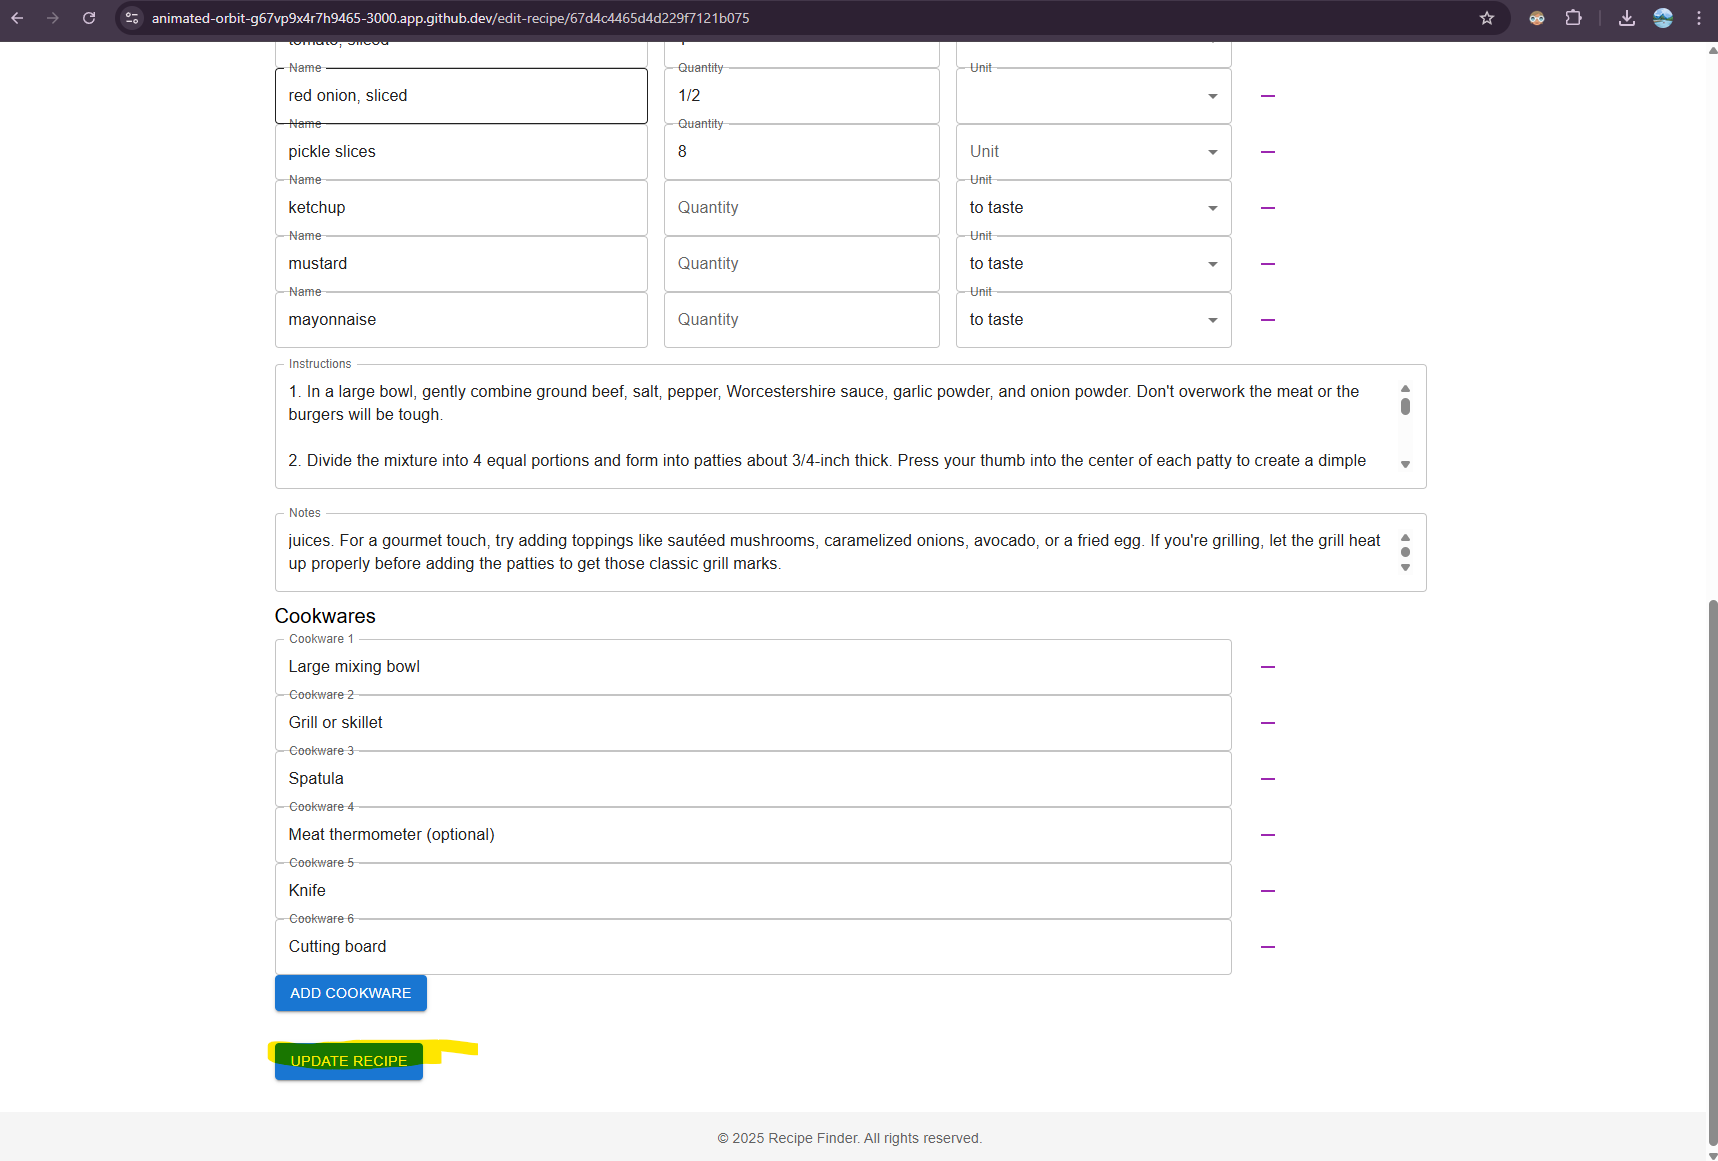 animated-orbit-g67vp9x4r7h9465-3000.app.github.dev/edit-recipe/67d4c4465d4d229f7121b075
tomato, sliced
Name Quantity Unit
red onion, sliced 1/2
Name Quantity
pickle slices 8 Unit
Name Unit
ketchup Quantity to taste
Name Unit
mustard Quantity to taste
Name Unit
mayonnaise Quantity to taste
Instructions
1. In a large bowl, gently combine ground beef, salt, pepper, Worcestershire sauce, garlic powder, and onion powder. Don't overwork the meat or the
burgers will be tough.
2. Divide the mixture into 4 equal portions and form into patties about 3/4-inch thick. Press your thumb into the center of each patty to create a dimple
Notes
juices. For a gourmet touch, try adding toppings like sautéed mushrooms, caramelized onions, avocado, or a fried egg. If you're grilling, let the grill heat
up properly before adding the patties to get those classic grill marks.
Cookwares
Cookware 1
Large mixing bowl
Cookware 2
Grill or skillet
Cookware 3
Spatula
Cookware 4
Meat thermometer (optional)
Cookware 5
Knife
Cookware 6
Cutting board
ADD COOKWARE
UPDATE RECIPE
© 2025 Recipe Finder. All rights reserved.